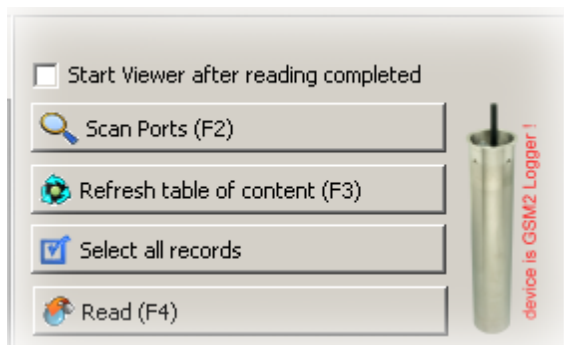 Start Viewer after reading completed
Scan Ports (F2)
Refresh table of content (F3)
Select all records
Read (F4)
device is GSM2 Logger !